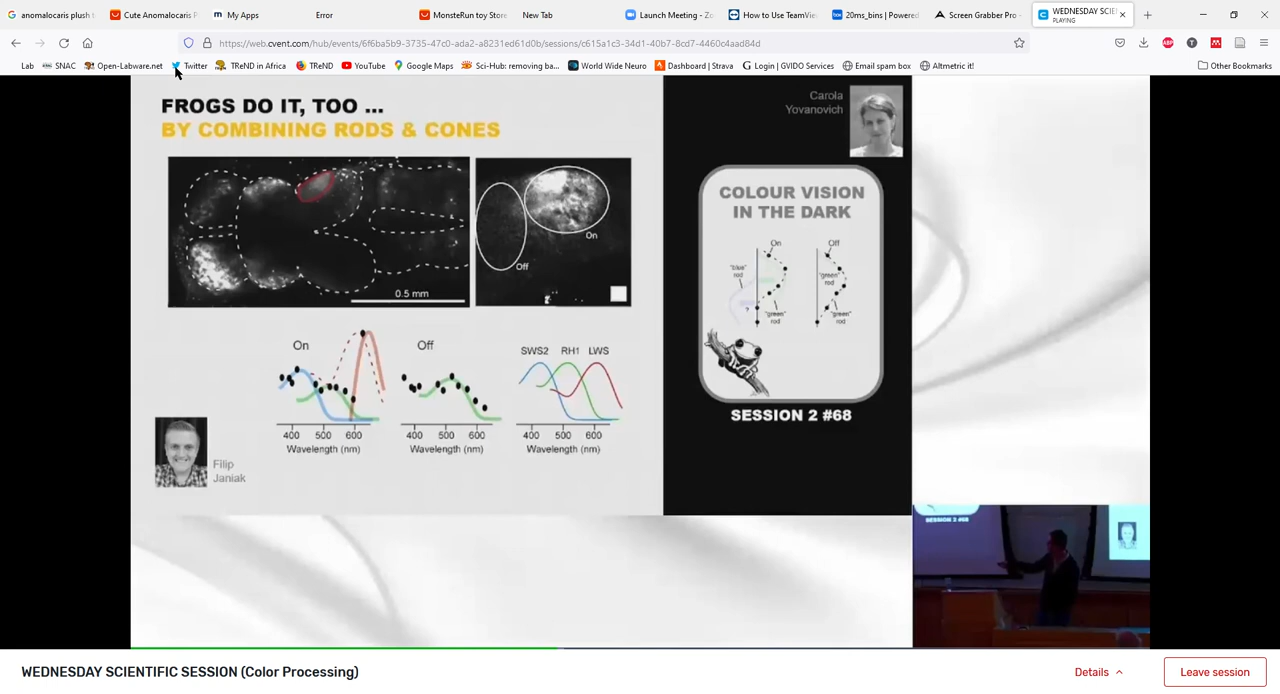 anomalocaris plush t
Cute Anomalocaris P
My Apps
Error
MonsteRun toy Store
New Tab
Launch Meeting - Zo
How to Use TeamVie
20ms_bins | Powered
Screen Grabber Pro -
WEDNESDAY SCIE
PLAYING
https://web.cvent.com/hub/events/6f6ba5b9-3735-47c0-ada2-a8231ed61d0b/sessions/c615a1c3-34d1-40b7-8cd7-4460c4aad84d
Lab
SNAC
Open-Labware.net
Twitter
TReND in Africa
TReND
YouTube
Google Maps
Sci-Hub: removing ba...
World Wide Neuro
Dashboard | Strava
Login | GVIDO Services
Email spam box
Altmetric it!
Other Bookmarks
FROGS DO IT, TOO ...
BY COMBINING RODS & CONES
0.5 mm
On
Off
On
Off
SWS2 RH1 LWS
400 500 600
400 500 600
400 500 600
Wavelength (nm)
Wavelength (nm)
Wavelength (nm)
Filip
Janiak
Carola
Yovanovich
COLOUR VISION
IN THE DARK
On
Off
"blue"
rod
"green"
rod
?
"green"
rod
"green"
rod
SESSION 2 #68
SESSION 2 #68
WEDNESDAY SCIENTIFIC SESSION (Color Processing)
Details
Leave session